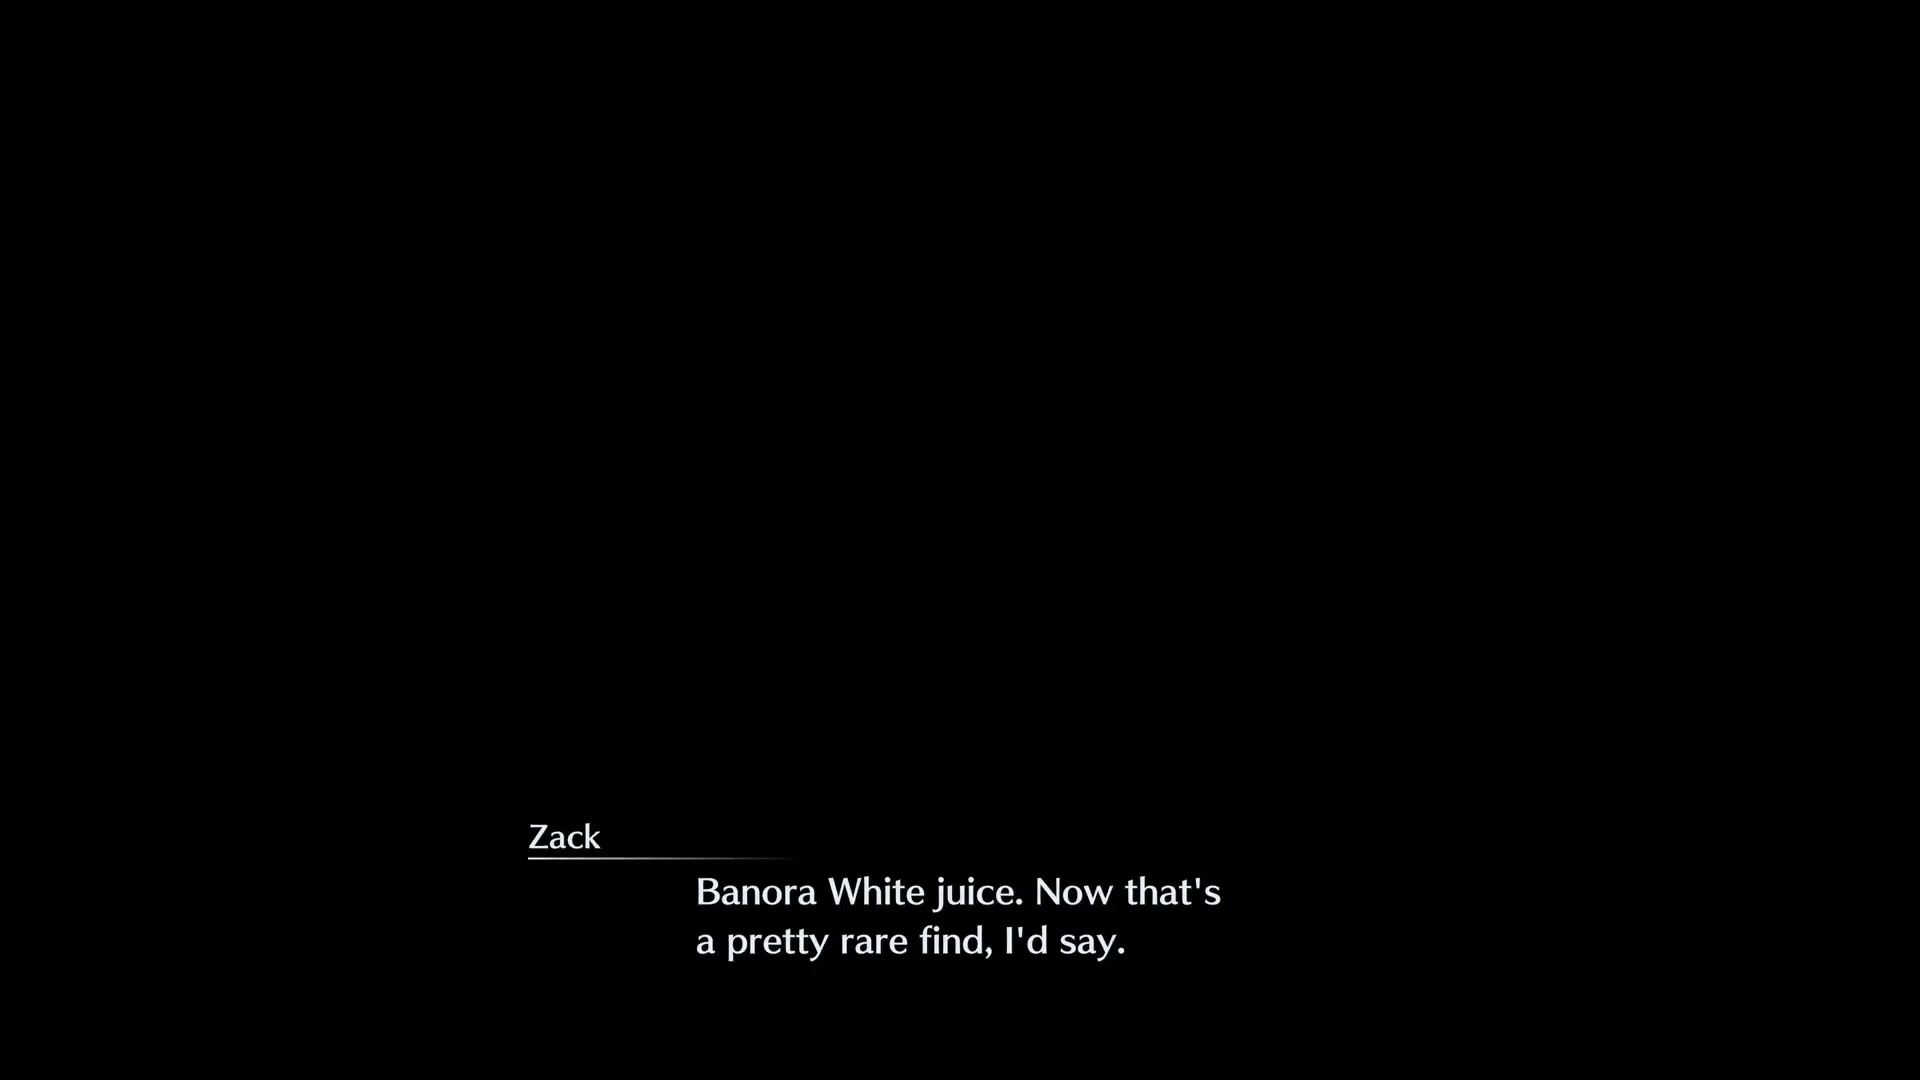 Zack
Banora White juice. Now that's
a pretty rare find, I'd say.